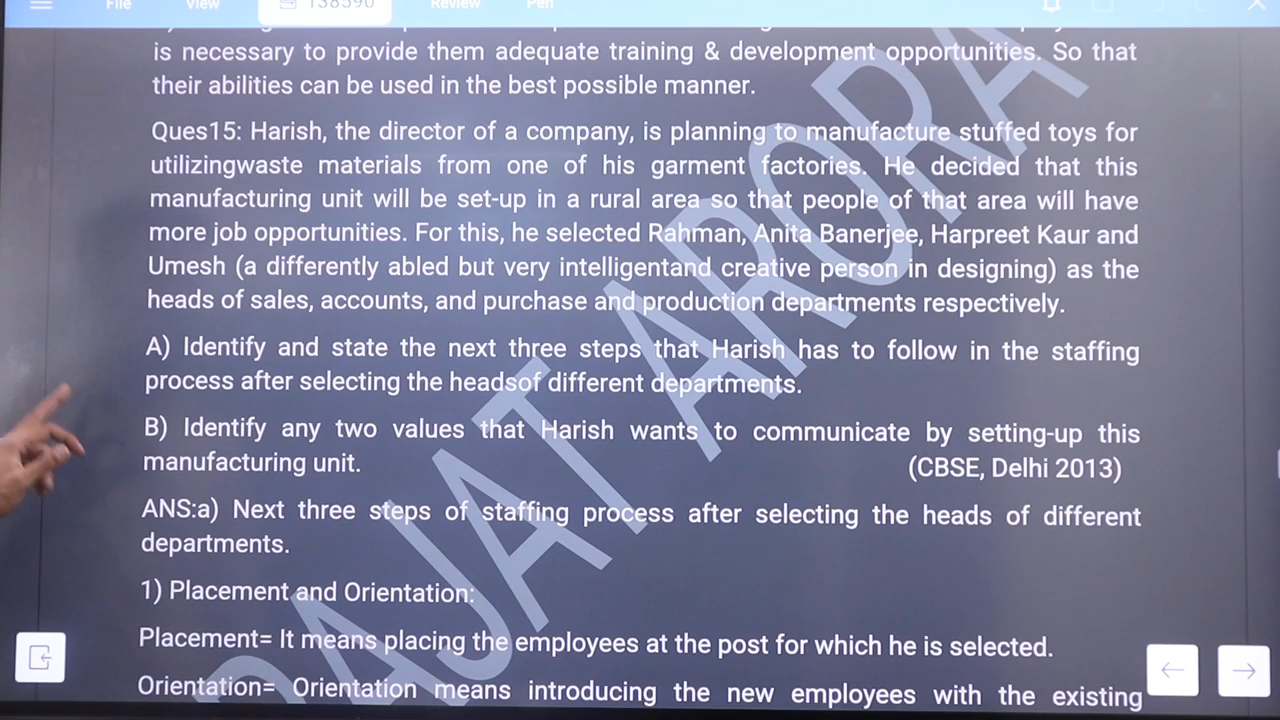 File View 138590 Review Pen
is necessary to provide them adequate training & development opportunities. So that
their abilities can be used in the best possible manner.
Ques15: Harish, the director of a company, is planning to manufacture stuffed toys for
utilizingwaste materials from one of his garment factories. He decided that this
manufacturing unit will be set-up in a rural area so that people of that area will have
more job opportunities. For this, he selected Rahman, Anita Banerjee, Harpreet Kaur and
Umesh (a differently abled but very intelligentand creative person in designing) as the
heads of sales, accounts, and purchase and production departments respectively.
A) Identify and state the next three steps that Harish has to follow in the staffing
process after selecting the headsof different departments.
B) Identify any two values that Harish wants to communicate by setting-up this
manufacturing unit. (CBSE, Delhi 2013)
ANS:a) Next three steps of staffing process after selecting the heads of different
departments.
1) Placement and Orientation:
Placement= It means placing the employees at the post for which he is selected.
Orientation= Orientation means introducing the new employees with the existing
RAJAT ARORA